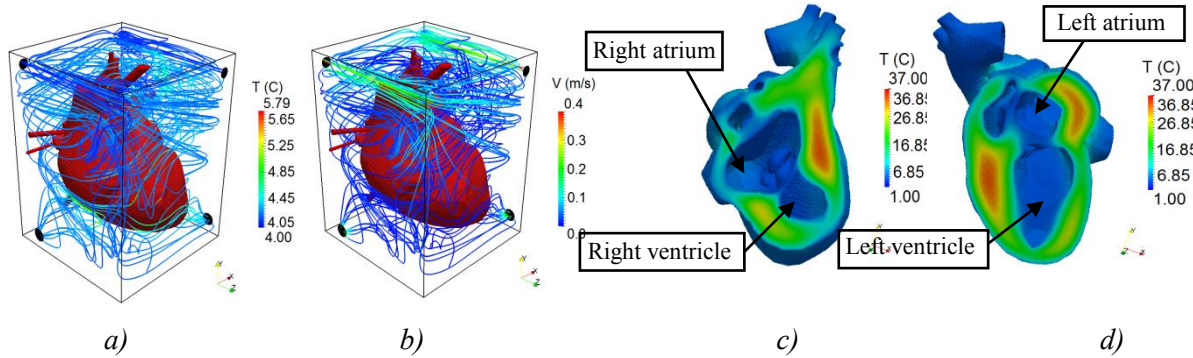 Right atrium
Left atrium
T (C)
5.79
5.65
5.25
4.85
4.45
4.05
4.00
V (m/s)
0.4
0.3
0.2
0.1
0.0
T (C)
37.00
36.85
26.85
16.85
6.85
1.00
T (C)
37.00
36.85
26.85
16.85
6.85
1.00
Right ventricle
Left ventricle
Y
X
Z
Y
X
Z
a)
b)
c)
d)